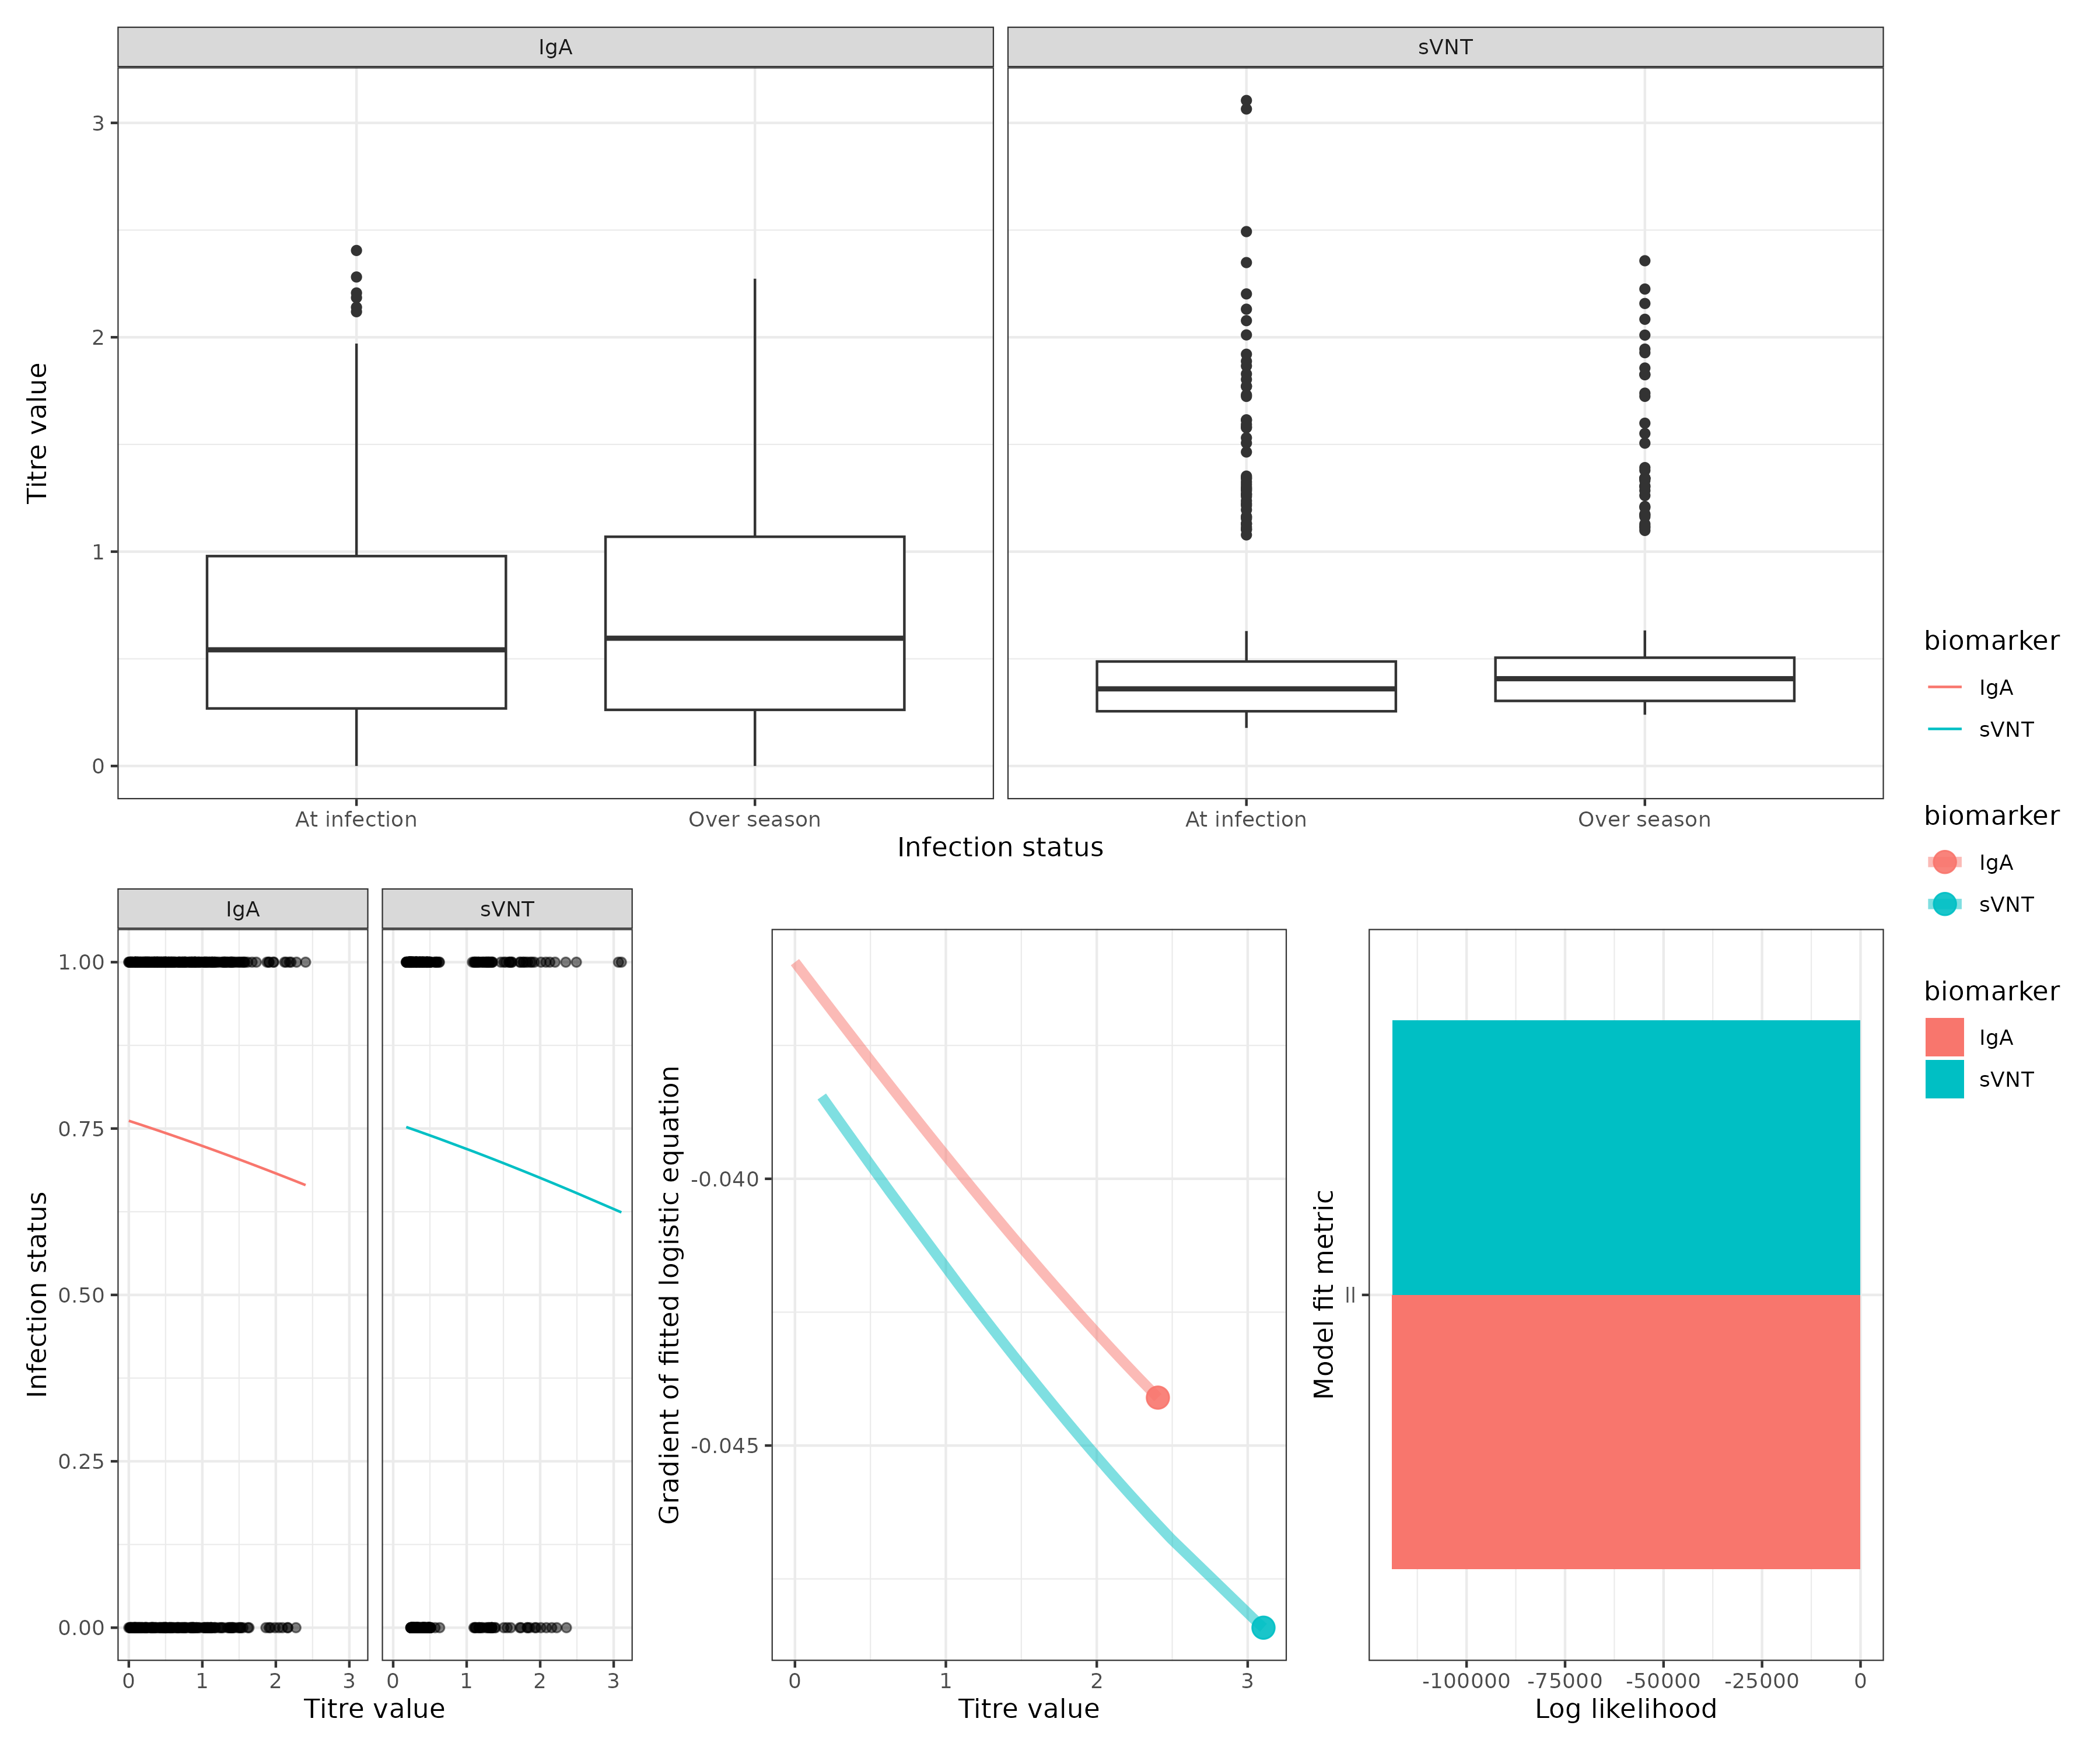 IgA
sVNT
Titre value
3
2
1
0
At infection
Over season
At infection
Over season
Infection status
biomarker
IgA
sVNT
biomarker
IgA
sVNT
biomarker
IgA
sVNT
IgA
sVNT
Infection status
1.00
0.75
0.50
0.25
0.00
0 1 2 3
0 1 2 3
Titre value
Gradient of fitted logistic equation
-0.040
-0.045
0 1 2 3
Titre value
Model fit metric
ll
-100000 -75000 -50000 -25000 0
Log likelihood